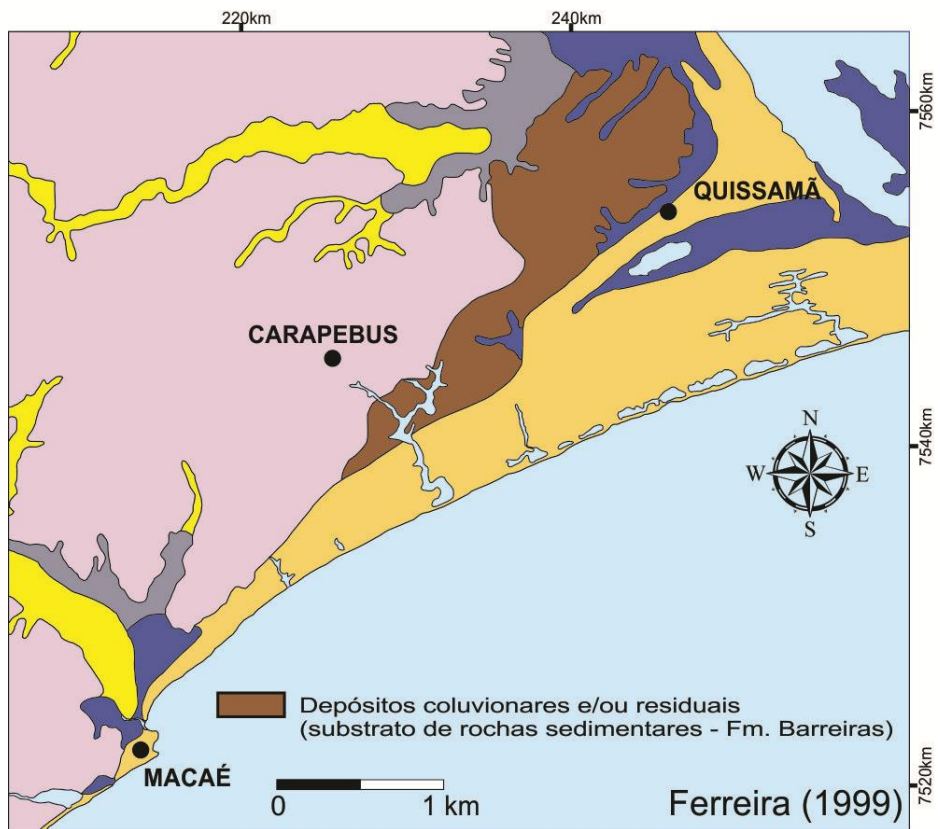 220km
240km
7560km
QUISSAMÃ
CARAPEBUS
N
W
E
S
7540km
Depósitos coluvionares e/ou residuais
(substrato de rochas sedimentares - Fm. Barreiras)
MACAÉ
0
1 km
Ferreira (1999)
7520km